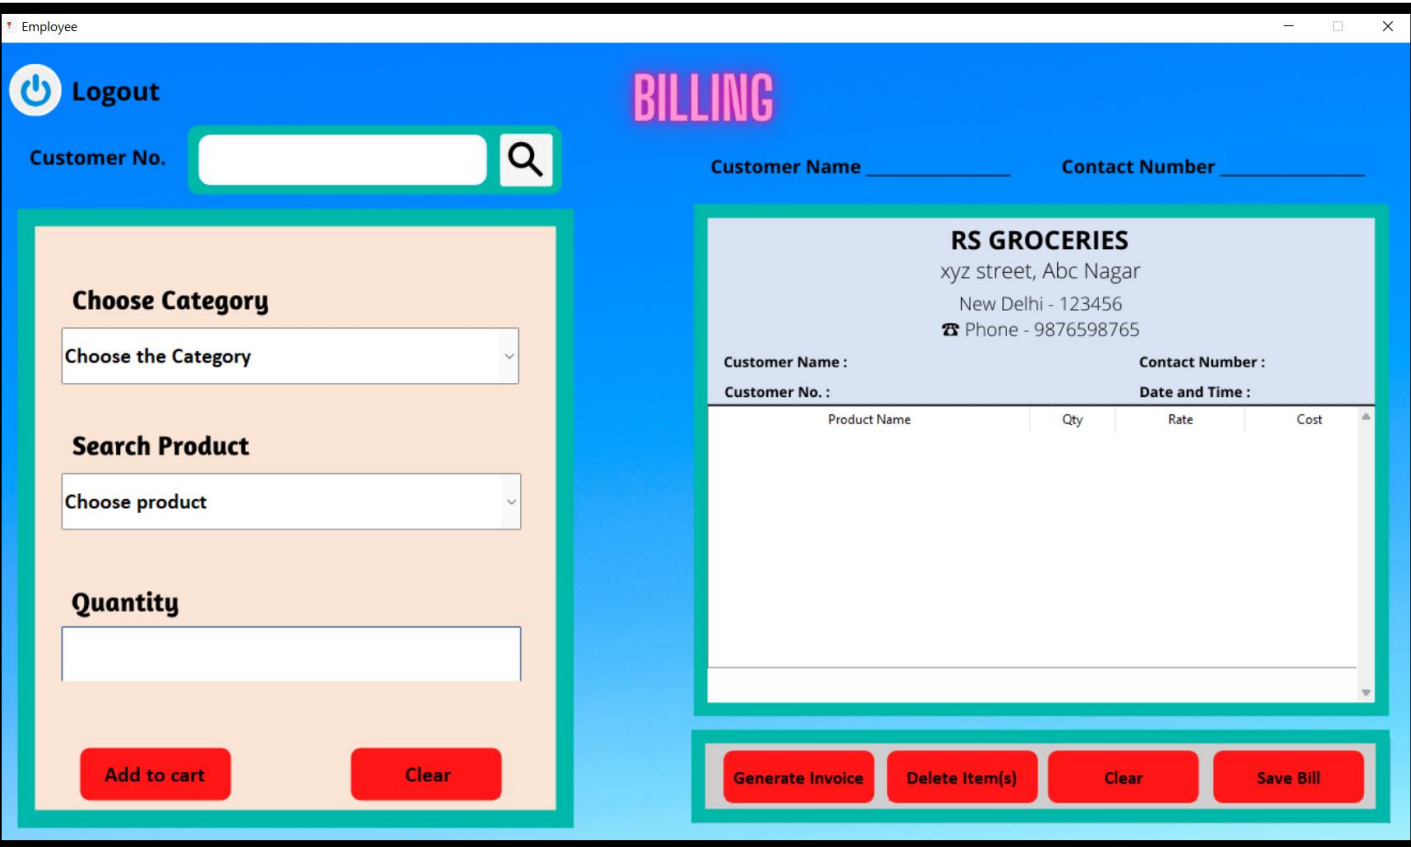 Employee
Logout
BILLING
Customer No.
Customer Name
Contact Number
Choose Category
Choose the Category
Search Product
Choose product
Quantity
Add to cart
Clear
RS GROCERIES
xyz street, Abc Nagar
New Delhi - 123456
☎ Phone - 9876598765
Customer Name :
Contact Number :
Customer No. :
Date and Time :
Product Name Qty Rate Cost
Generate Invoice
Delete Item(s)
Clear
Save Bill